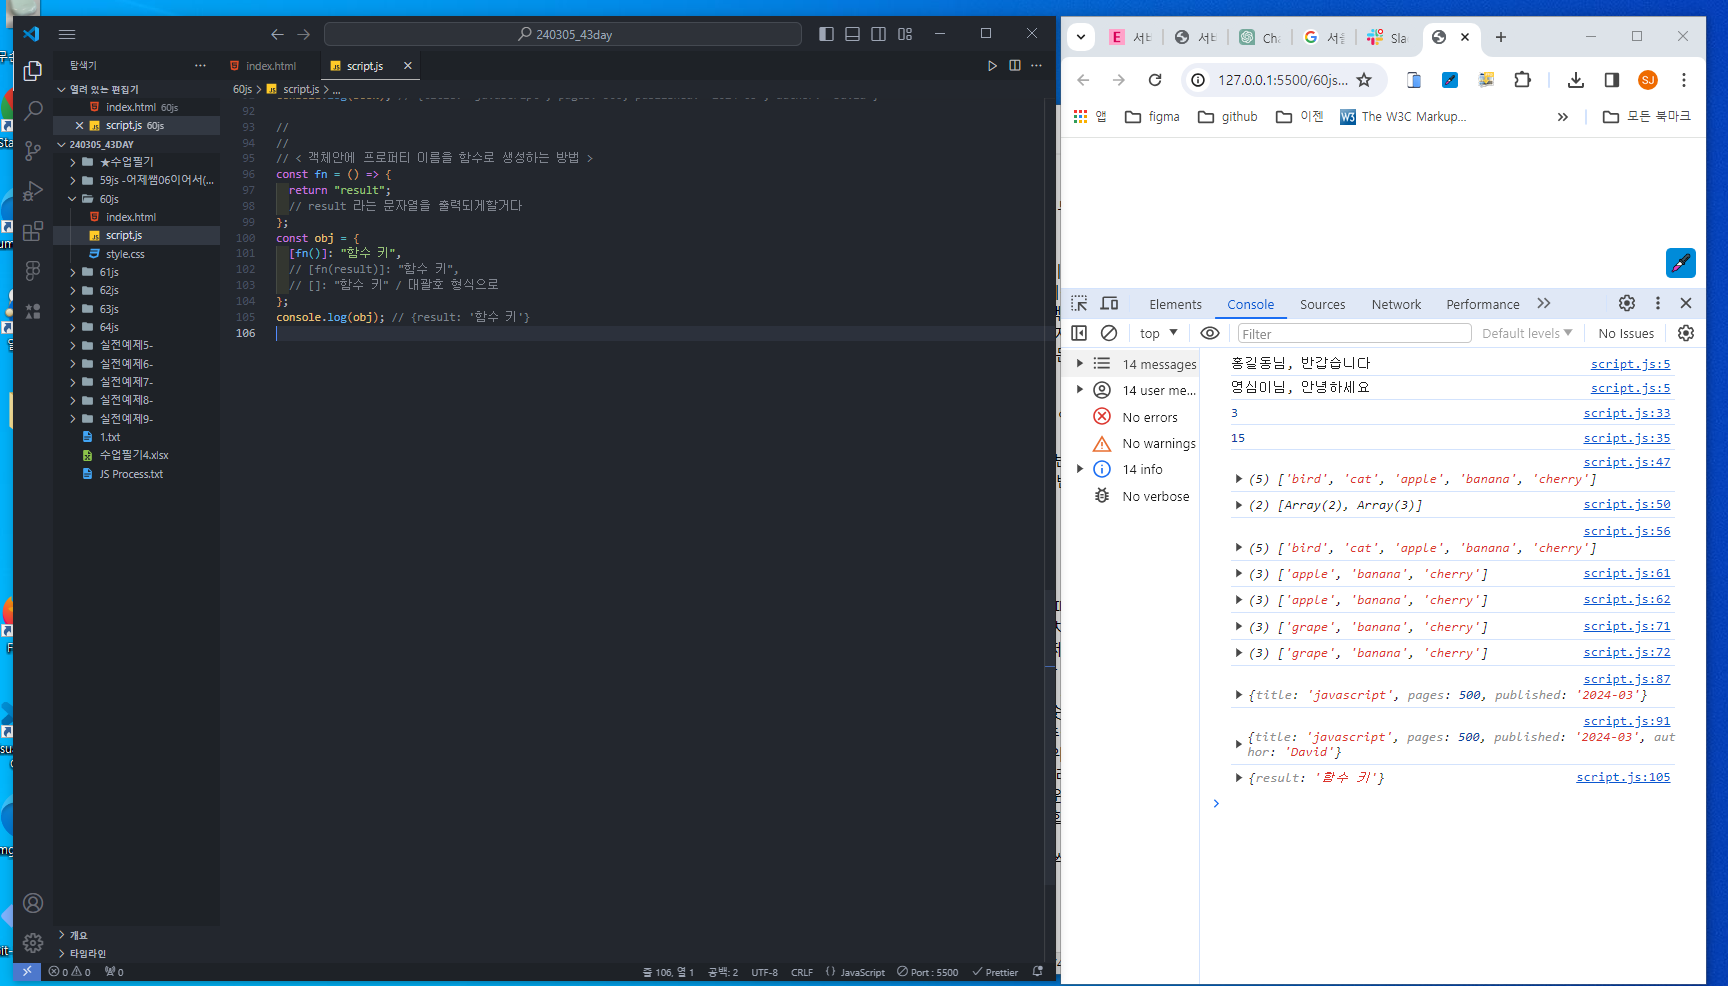 240305_43day
탐색기
index.html
script.js
열려 있는 편집기
index.html 60js
script.js 60js
240305_43DAY
★수업필기
59js -어제쌤06이어서(...
60js
index.html
script.js
style.css
61js
62js
63js
64js
실전예제5-
실전예제6-
실전예제7-
실전예제8-
실전예제9-
1.txt
수업필기4.xlsx
JS Process.txt
개요
타임라인
60js > script.js > ...
92
93 //
94 //
95 // < 객체안에 프로퍼티 이름을 함수로 생성하는 방법 >
96 const fn = () => {
97 return "result";
98 // result 라는 문자열을 출력되게할거다
99 };
100 const obj = {
101 [fn()]: "함수 키",
102 // [fn(result)]: "함수 키",
103 // []: "함수 키" / 대괄호 형식으로
104 };
105 console.log(obj); // {result: '함수 키'}
106
0 0 0
줄 106, 열 1 공백: 2 UTF-8 CRLF {} JavaScript Port : 5500 Prettier
서비 서비 Cha 서울 Sla
127.0.0.1:5500/60js...
SJ
앱 figma github 이젠 W3 The W3C Markup... » 모든 북마크
Elements Console Sources Network Performance
top Filter Default levels No Issues
14 messages
14 user me...
No errors
No warnings
14 info
No verbose
홍길동님, 반갑습니다 script.js:5
영심이님, 안녕하세요 script.js:5
3 script.js:33
15 script.js:35
script.js:47
(5) ['bird', 'cat', 'apple', 'banana', 'cherry']
(2) [Array(2), Array(3)] script.js:50
script.js:56
(5) ['bird', 'cat', 'apple', 'banana', 'cherry']
(3) ['apple', 'banana', 'cherry'] script.js:61
(3) ['apple', 'banana', 'cherry'] script.js:62
(3) ['grape', 'banana', 'cherry'] script.js:71
(3) ['grape', 'banana', 'cherry'] script.js:72
script.js:87
{title: 'javascript', pages: 500, published: '2024-03'}
script.js:91
{title: 'javascript', pages: 500, published: '2024-03', aut
hor: 'David'}
{result: '함수 키'} script.js:105